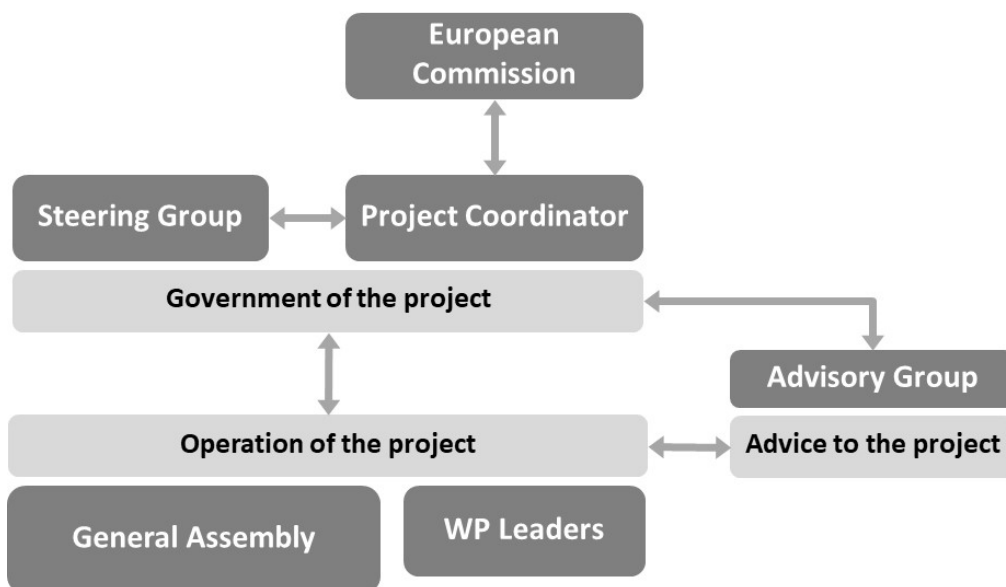 European
Commission
Steering Group
Project Coordinator
Government of the project
Advisory Group
Operation of the project
Advice to the project
General Assembly
WP Leaders